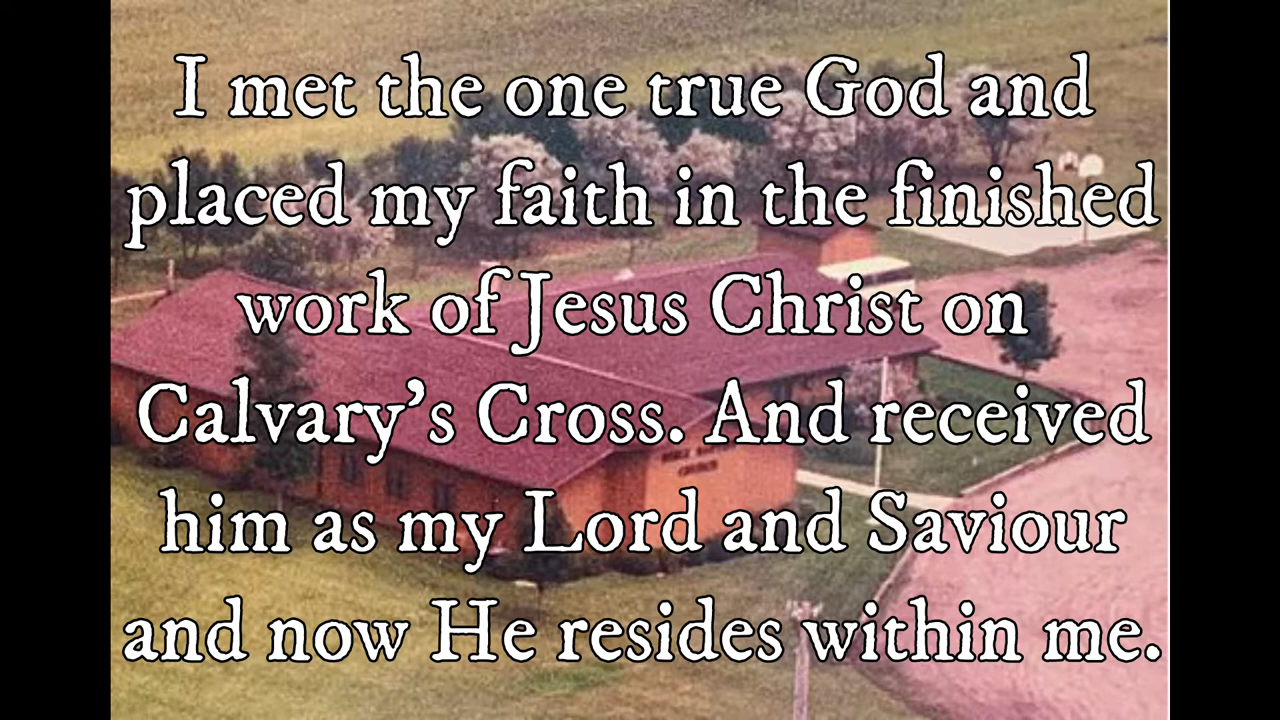 I met the one true God and
placed my faith in the finished
work of Jesus Christ on
Calvary's Cross. And received
him as my Lord and Saviour
and now He resides within me.
CHURCH